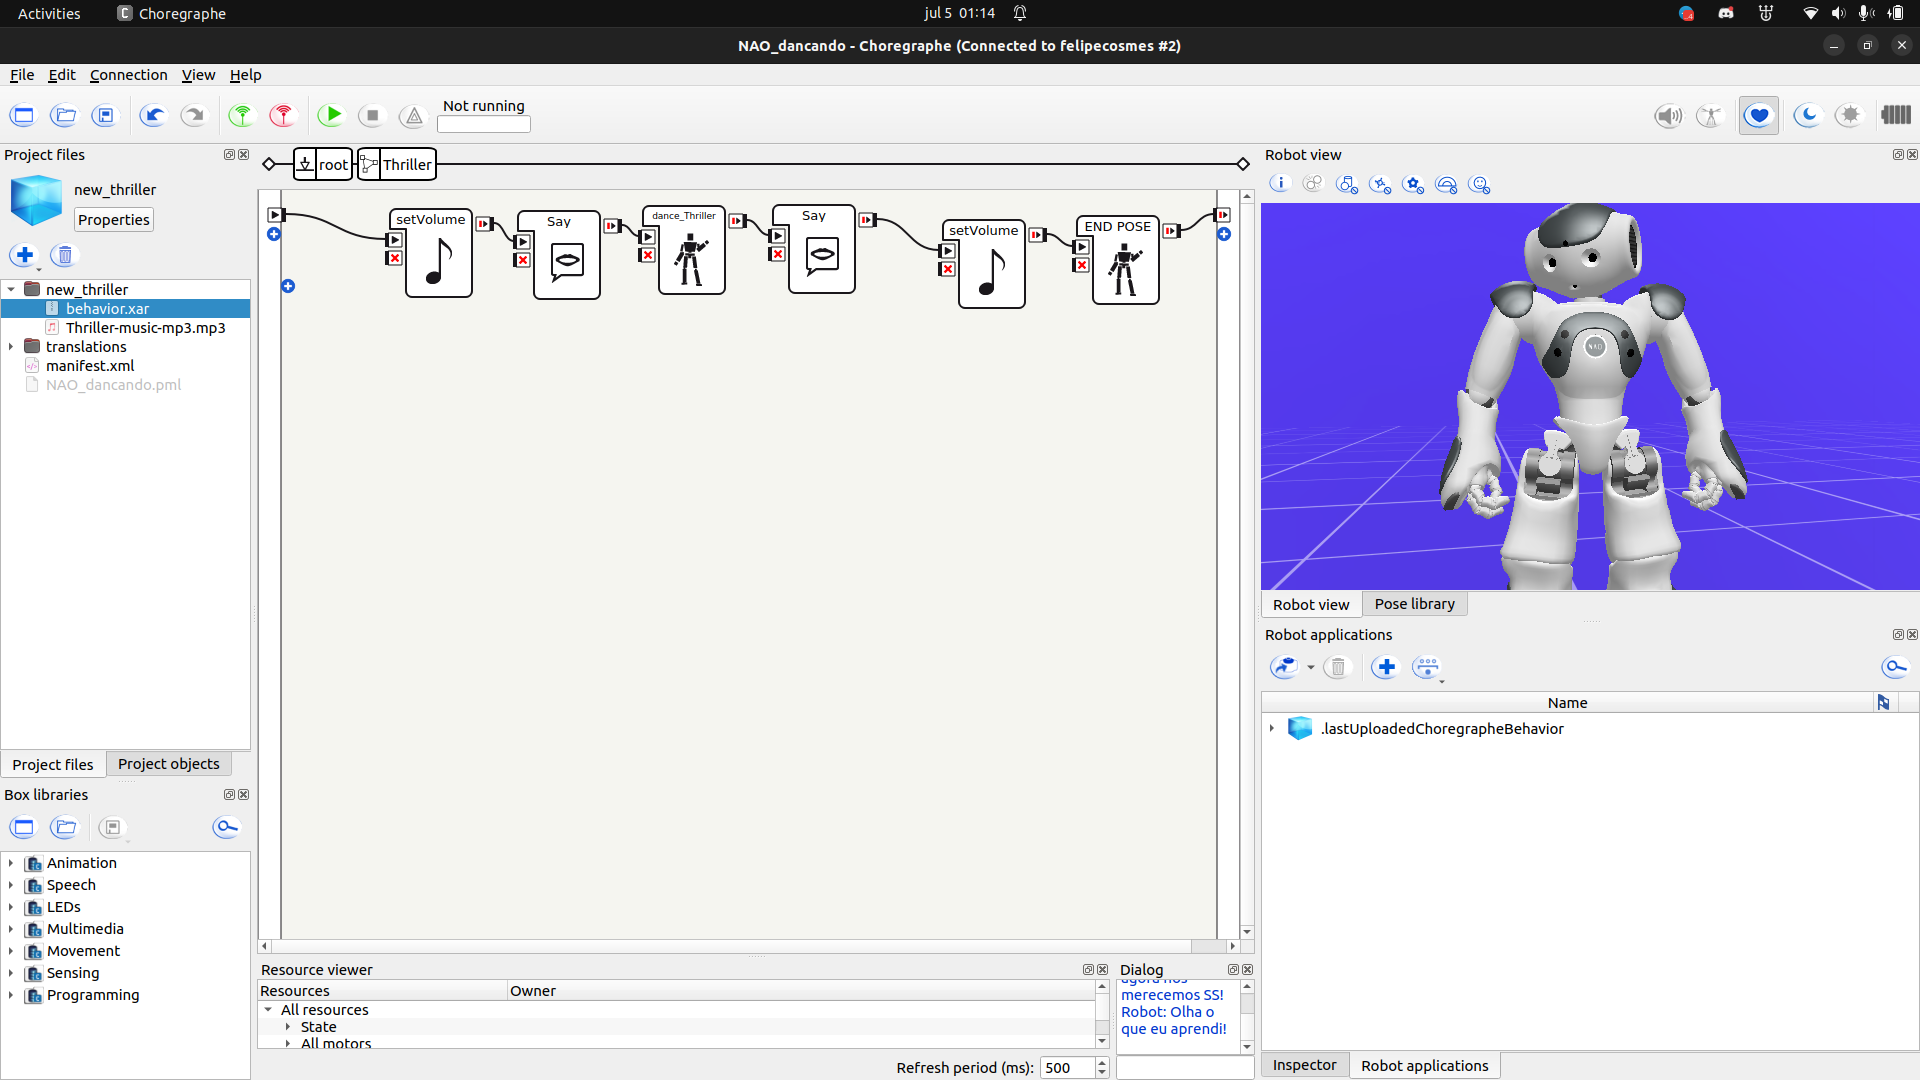 Activities
Choregraphe
jul 5 01:14
NAO_dancando - Choregraphe (Connected to felipecosmes #2)
File Edit Connection View Help
Not running
Project files
new_thriller
Properties
new_thriller
behavior.xar
Thriller-music-mp3.mp3
translations
manifest.xml
NAO_dancando.pml
Project files
Project objects
Box libraries
Animation
Speech
LEDs
Multimedia
Movement
Sensing
Programming
root
Thriller
setVolume
Say
dance_Thriller
Say
setVolume
END POSE
Resource viewer
Resources
Owner
All resources
State
All motors
Refresh period (ms): 500
Dialog
agora nos
merecemos SS!
Robot: Olha o
que eu aprendi!
Robot view
NAO
Robot view
Pose library
Robot applications
Name
.lastUploadedChoregrapheBehavior
Inspector
Robot applications